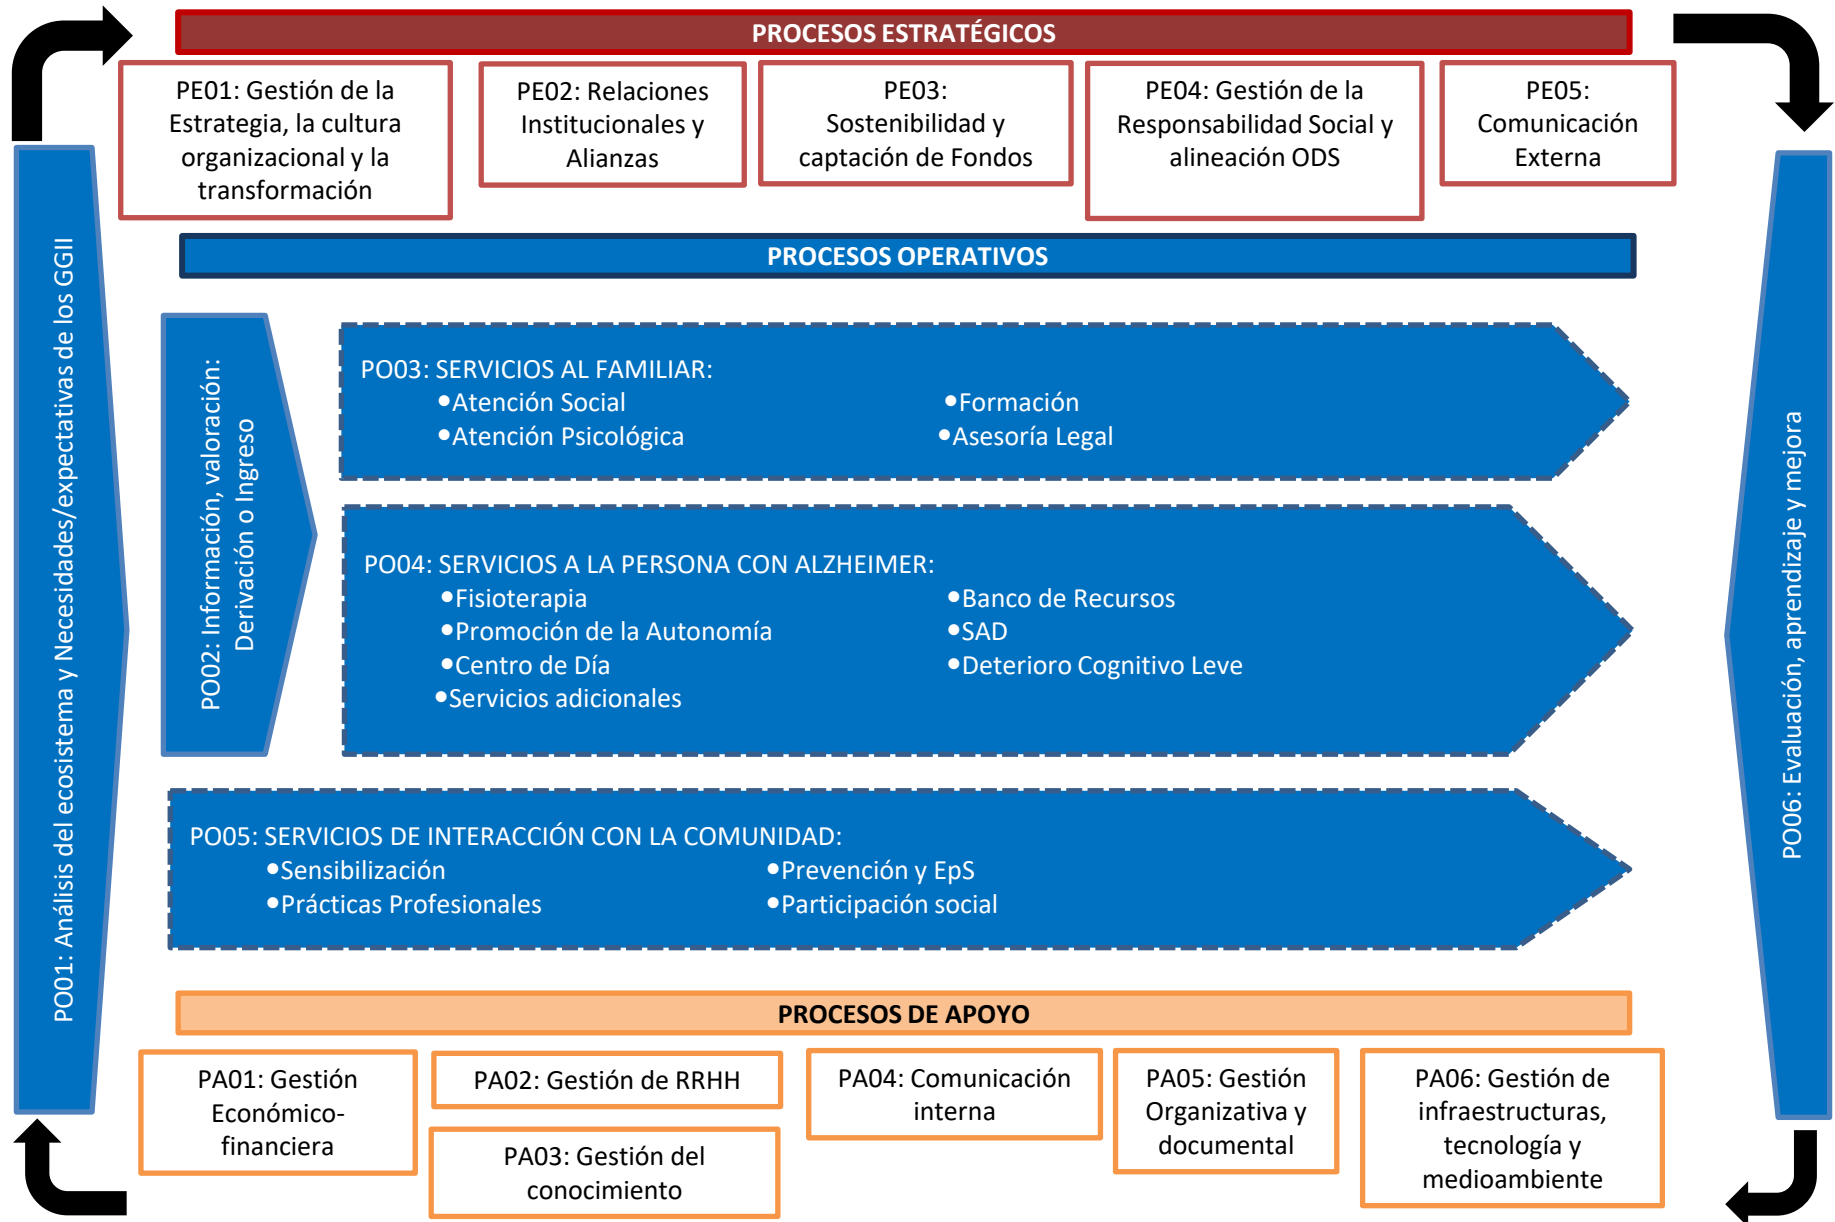 PROCESOS ESTRATÉGICOS
PE01: Gestión de la
Estrategia, la cultura
organizacional y la
transformación
PE02: Relaciones
Institucionales y
Alianzas
PE03:
Sostenibilidad y
captación de Fondos
PE04: Gestión de la
Responsabilidad Social y
alineación ODS
PE05:
Comunicación
Externa
PROCESOS OPERATIVOS
PO01: Análisis del ecosistema y Necesidades/expectativas de los GGII
PO02: Información, valoración:
Derivación o Ingreso
PO03: SERVICIOS AL FAMILIAR:
•Atención Social
•Formación
•Atención Psicológica
•Asesoría Legal
PO04: SERVICIOS A LA PERSONA CON ALZHEIMER:
•Fisioterapia
•Banco de Recursos
•Promoción de la Autonomía
•SAD
•Centro de Día
•Deterioro Cognitivo Leve
•Servicios adicionales
PO05: SERVICIOS DE INTERACCIÓN CON LA COMUNIDAD:
•Sensibilización
•Prevención y EpS
•Prácticas Profesionales
•Participación social
PO06: Evaluación, aprendizaje y mejora
PROCESOS DE APOYO
PA01: Gestión
Económico-
financiera
PA02: Gestión de RRHH
PA03: Gestión del
conocimiento
PA04: Comunicación
interna
PA05: Gestión
Organizativa y
documental
PA06: Gestión de
infraestructuras,
tecnología y
medioambiente